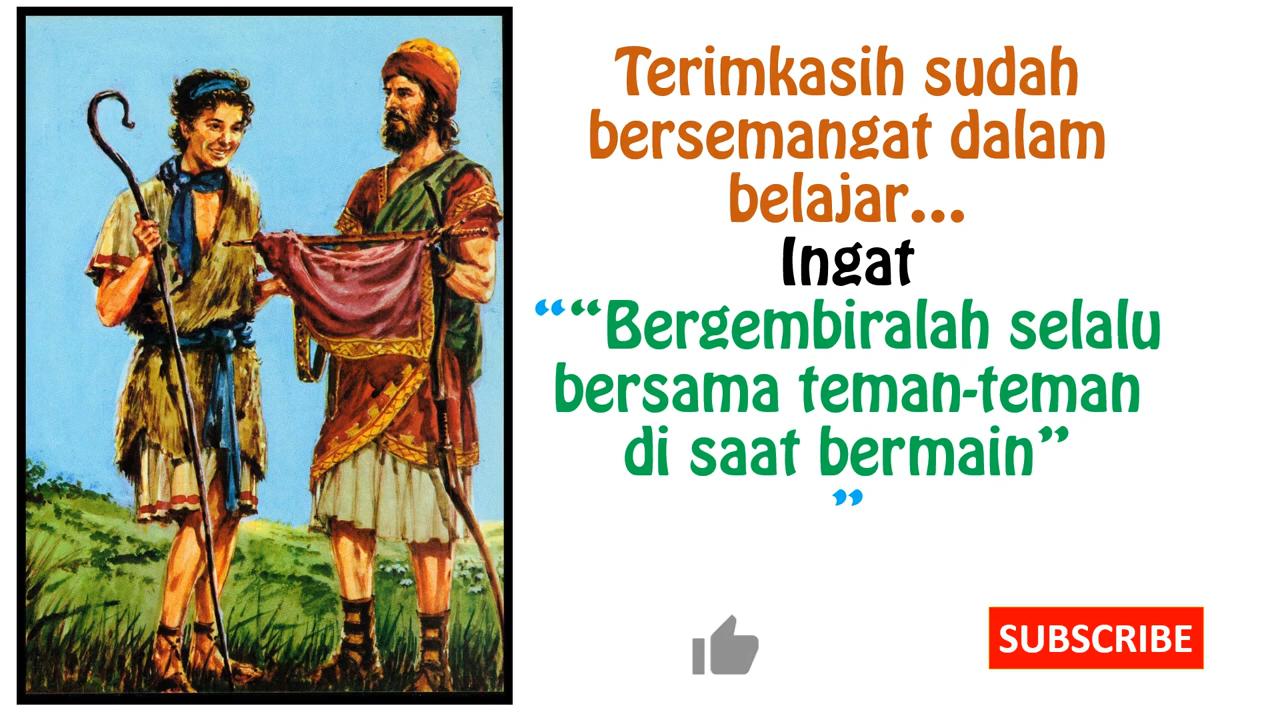 Terimkasih sudah
bersemangat dalam
belajar...
Ingat
““Bergembiralah selalu
bersama teman-teman
di saat bermain”
”
SUBSCRIBE